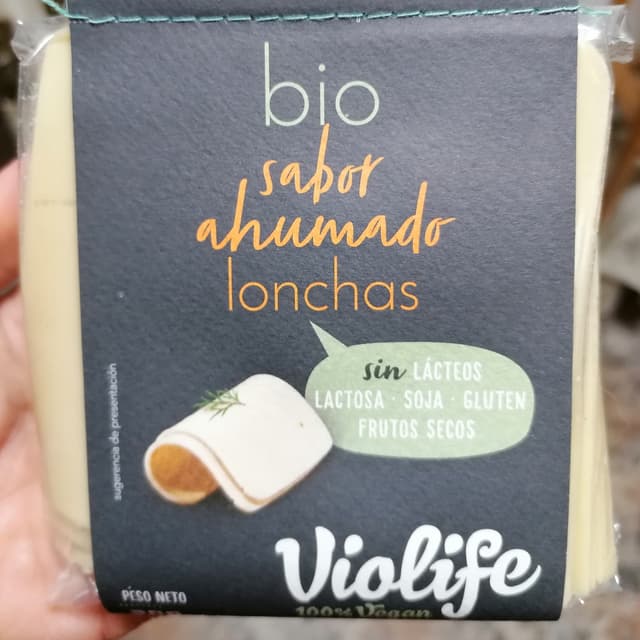 bio
sabor
ahumado
lonchas
sin LÁCTEOS
LACTOSA · SOJA · GLUTEN
FRUTOS SECOS
sugerencia de presentación
Violife
100% Vegan
PESO NETO